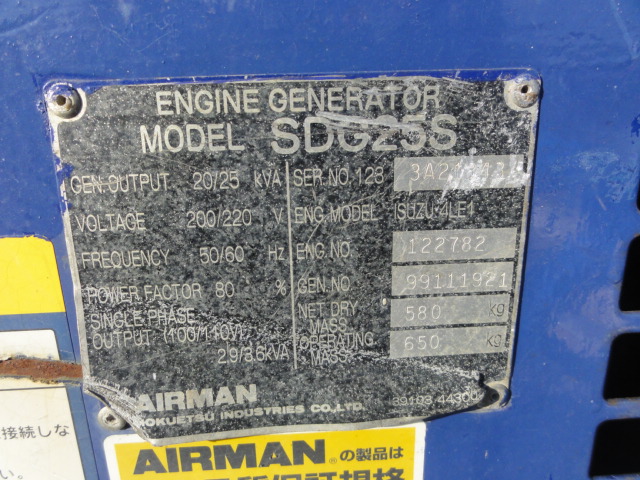 ENGINE GENERATOR
MODEL SDG25S
GEN.OUTPUT 20/25 kVA
VOLTAGE 200/220 V
FREQUENCY 50/60 Hz
POWER FACTOR 80 %
SINGLE PHASE
OUTPUT (100/110V)
2.9/3.6kVA
SER.NO.128
ENG.MODEL ISUZU-4LE1
ENG.NO. 122782
GEN.NO. 99111921
NET DRY MASS 580 kg
OPERATING MASS 650 kg
AIRMAN
HOKUETSU INDUSTRIES CO.,LTD.
39103 44300
接続しな
い。
AIRMAN の製品は